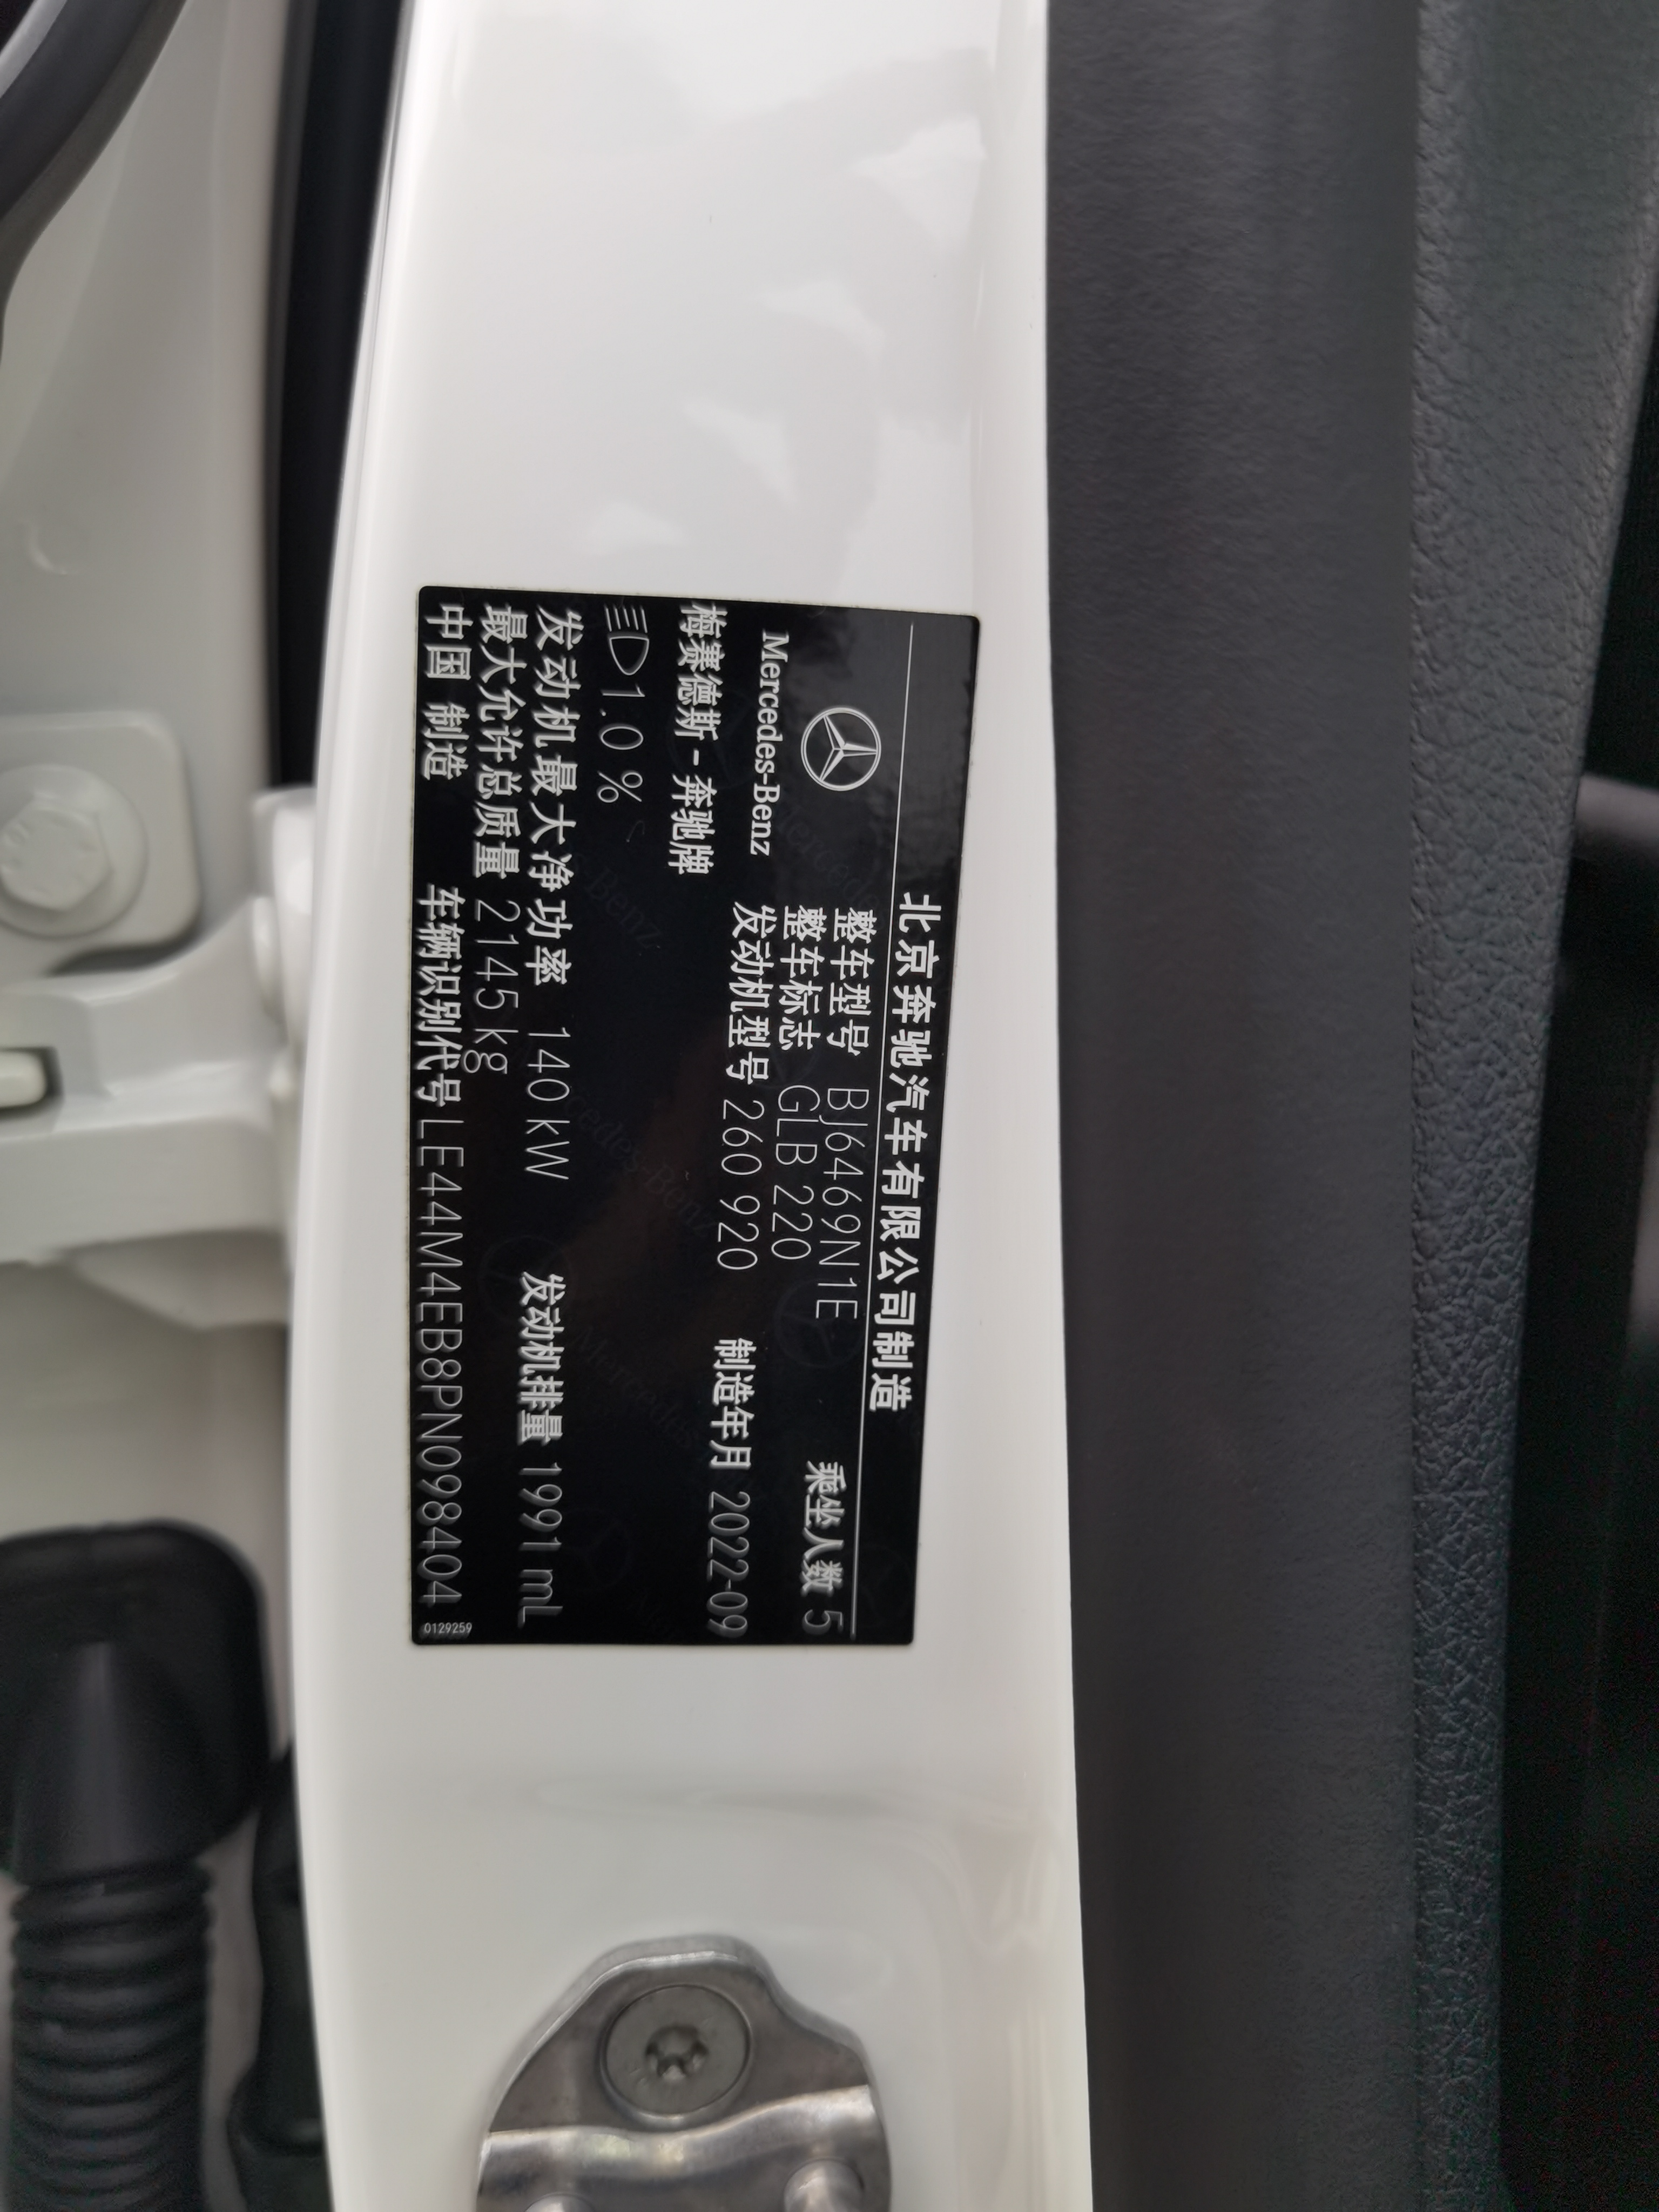 北京奔驰汽车有限公司制造
Mercedes-Benz
整车型号 BJ6469N1E
乘坐人数 5
整车标志 GLB 220
发动机型号 260 920
制造年月 2022-09
梅赛德斯-奔驰牌
1.0 %
发动机最大净功率 140kW
发动机排量 1991 mL
最大允许总质量 2145kg
中国 制造
车辆识别代号 LE44M4EB8PN098404
0129259